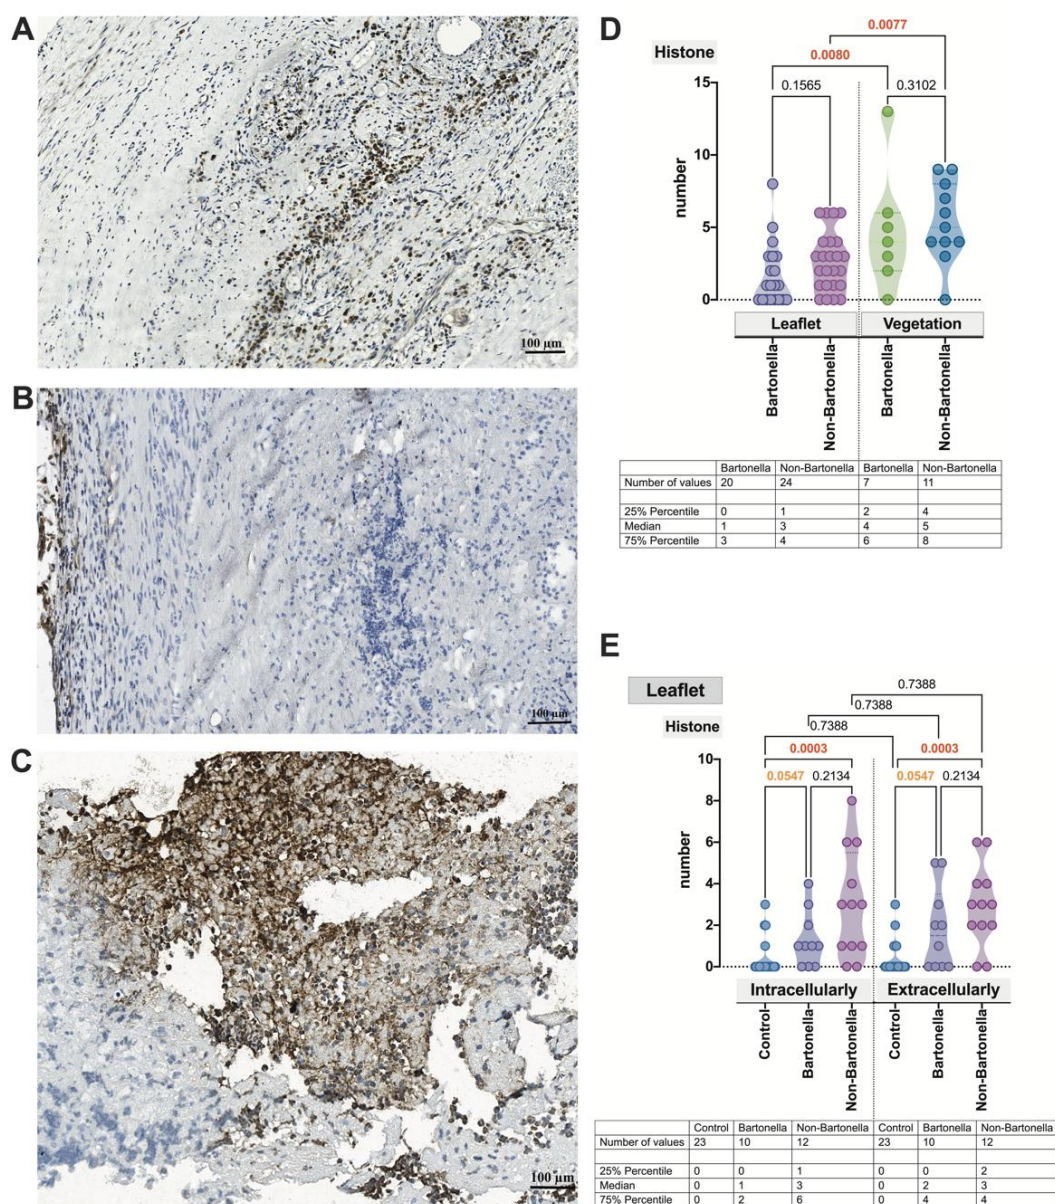 A
100 µm
B
100 µm
C
100 µm
D
Histone
0.0077
0.0080
0.1565
0.3102
number
15
10
5
0
Leaflet
Vegetation
Bartonella
Non-Bartonella
Bartonella
Non-Bartonella
Bartonella Non-Bartonella Bartonella Non-Bartonella
Number of values 20 24 7 11
25% Percentile 0 1 2 4
Median 1 3 4 5
75% Percentile 3 4 6 8
E
Leaflet
Histone
0.7388
0.7388
0.7388
0.0003
0.0003
0.0547
0.2134
0.0547
0.2134
number
10
8
6
4
2
0
Intracellularly
Extracellularly
Control
Bartonella
Non-Bartonella
Control
Bartonella
Non-Bartonella
Control Bartonella Non-Bartonella Control Bartonella Non-Bartonella
Number of values 23 10 12 23 10 12
25% Percentile 0 0 1 0 0 2
Median 0 1 3 0 2 3
75% Percentile 0 2 6 0 4 4